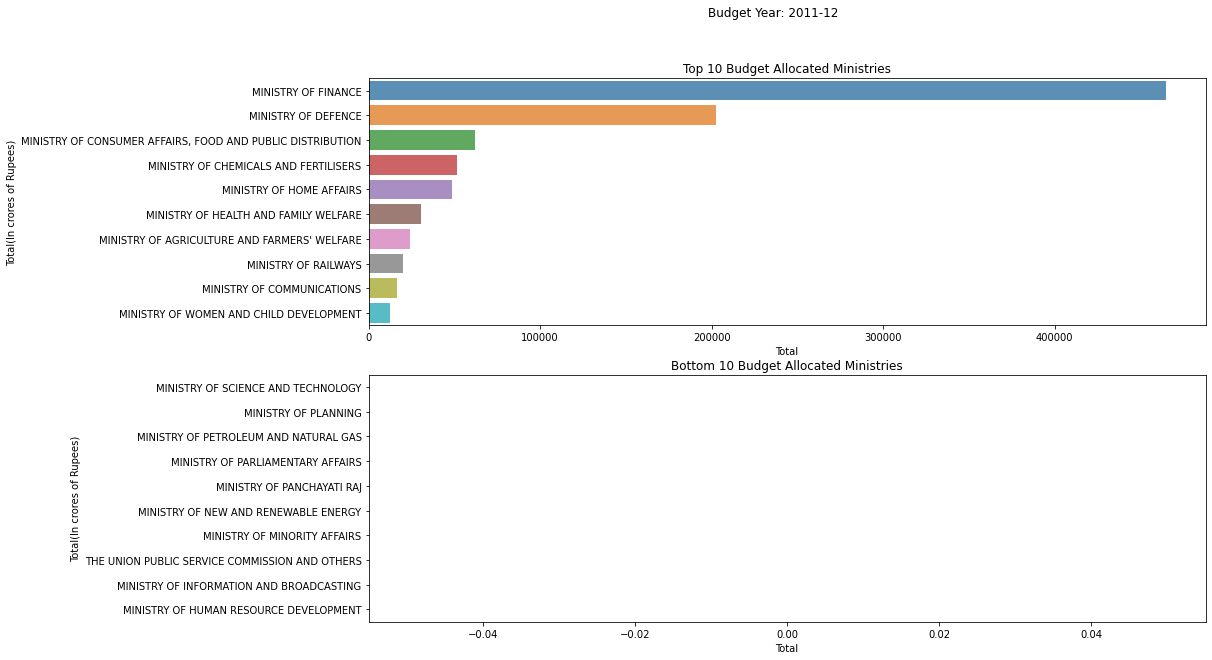 Budget Year: 2011-12
Top 10 Budget Allocated Ministries
Total(In crores of Rupees)
MINISTRY OF FINANCE
MINISTRY OF DEFENCE
MINISTRY OF CONSUMER AFFAIRS, FOOD AND PUBLIC DISTRIBUTION
MINISTRY OF CHEMICALS AND FERTILISERS
MINISTRY OF HOME AFFAIRS
MINISTRY OF HEALTH AND FAMILY WELFARE
MINISTRY OF AGRICULTURE AND FARMERS' WELFARE
MINISTRY OF RAILWAYS
MINISTRY OF COMMUNICATIONS
MINISTRY OF WOMEN AND CHILD DEVELOPMENT
0 100000 200000 300000 400000
Total
Bottom 10 Budget Allocated Ministries
Total(In crores of Rupees)
MINISTRY OF SCIENCE AND TECHNOLOGY
MINISTRY OF PLANNING
MINISTRY OF PETROLEUM AND NATURAL GAS
MINISTRY OF PARLIAMENTARY AFFAIRS
MINISTRY OF PANCHAYATI RAJ
MINISTRY OF NEW AND RENEWABLE ENERGY
MINISTRY OF MINORITY AFFAIRS
THE UNION PUBLIC SERVICE COMMISSION AND OTHERS
MINISTRY OF INFORMATION AND BROADCASTING
MINISTRY OF HUMAN RESOURCE DEVELOPMENT
−0.04 −0.02 0.00 0.02 0.04
Total